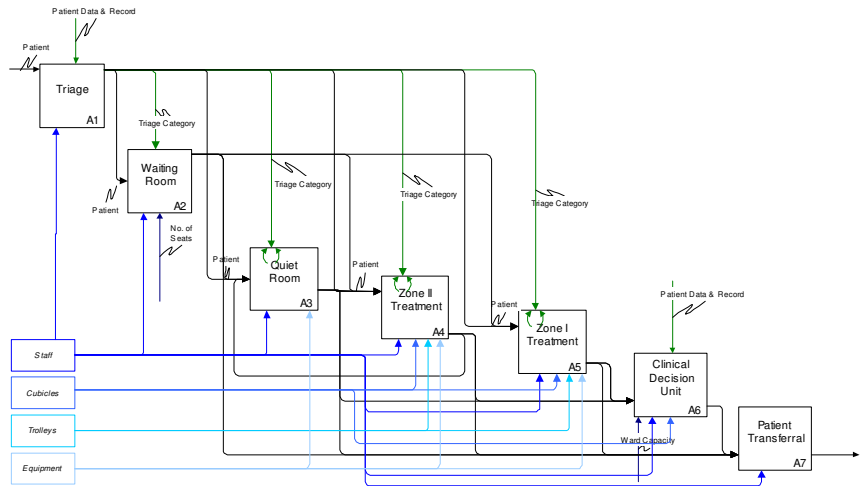 Patient Data & Record
Patient
Triage
A1
Triage Category
Waiting
Room
A2
Patient
No. of
Seats
Triage Category
Triage Category
Triage Category
Patient
Quiet
Room
A3
Patient
Zone II
Treatment
A4
Patient
Zone I
Treatment
A5
Patient Data & Record
Clinical
Decision
Unit
A6
Ward Capacity
Patient
Transferral
A7
Staff
Cubicles
Trolleys
Equipment